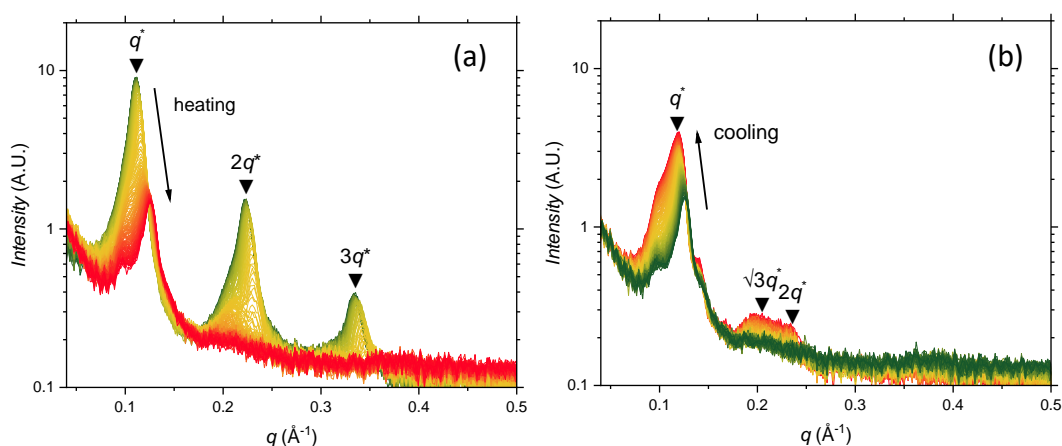 (a)
q*
heating
2q*
3q*
Intensity (A.U.)
10
1
0.1
0.1
0.2
0.3
0.4
0.5
q (Å⁻¹)
(b)
q*
cooling
√3q*
2q*
Intensity (A.U.)
10
1
0.1
0.1
0.2
0.3
0.4
0.5
q (Å⁻¹)